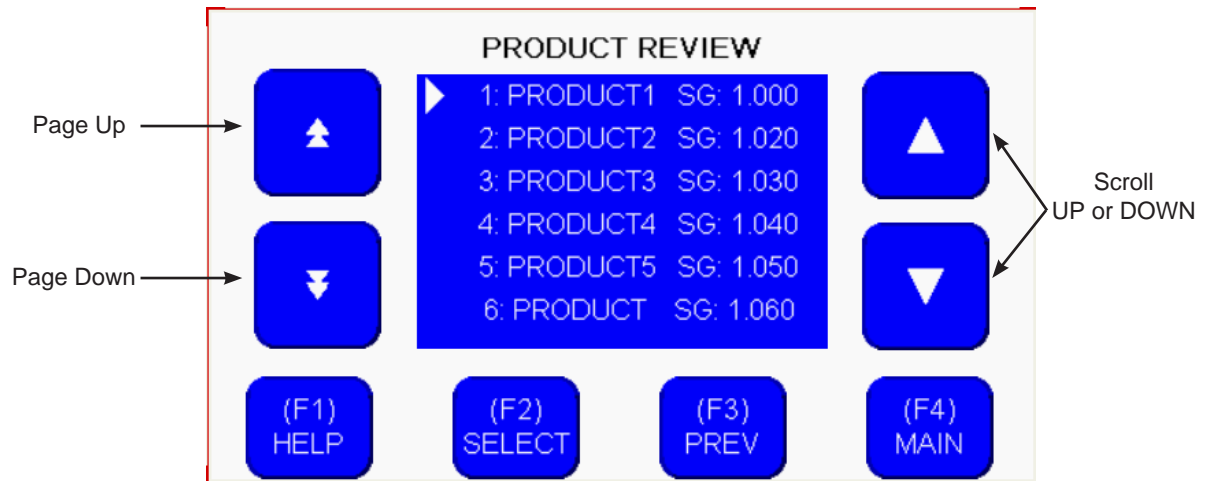 PRODUCT REVIEW
Page Up
Page Down
1: PRODUCT1 SG: 1.000
2: PRODUCT2 SG: 1.020
3: PRODUCT3 SG: 1.030
4: PRODUCT4 SG: 1.040
5: PRODUCT5 SG: 1.050
6: PRODUCT SG: 1.060
Scroll
UP or DOWN
(F1)
HELP
(F2)
SELECT
(F3)
PREV
(F4)
MAIN